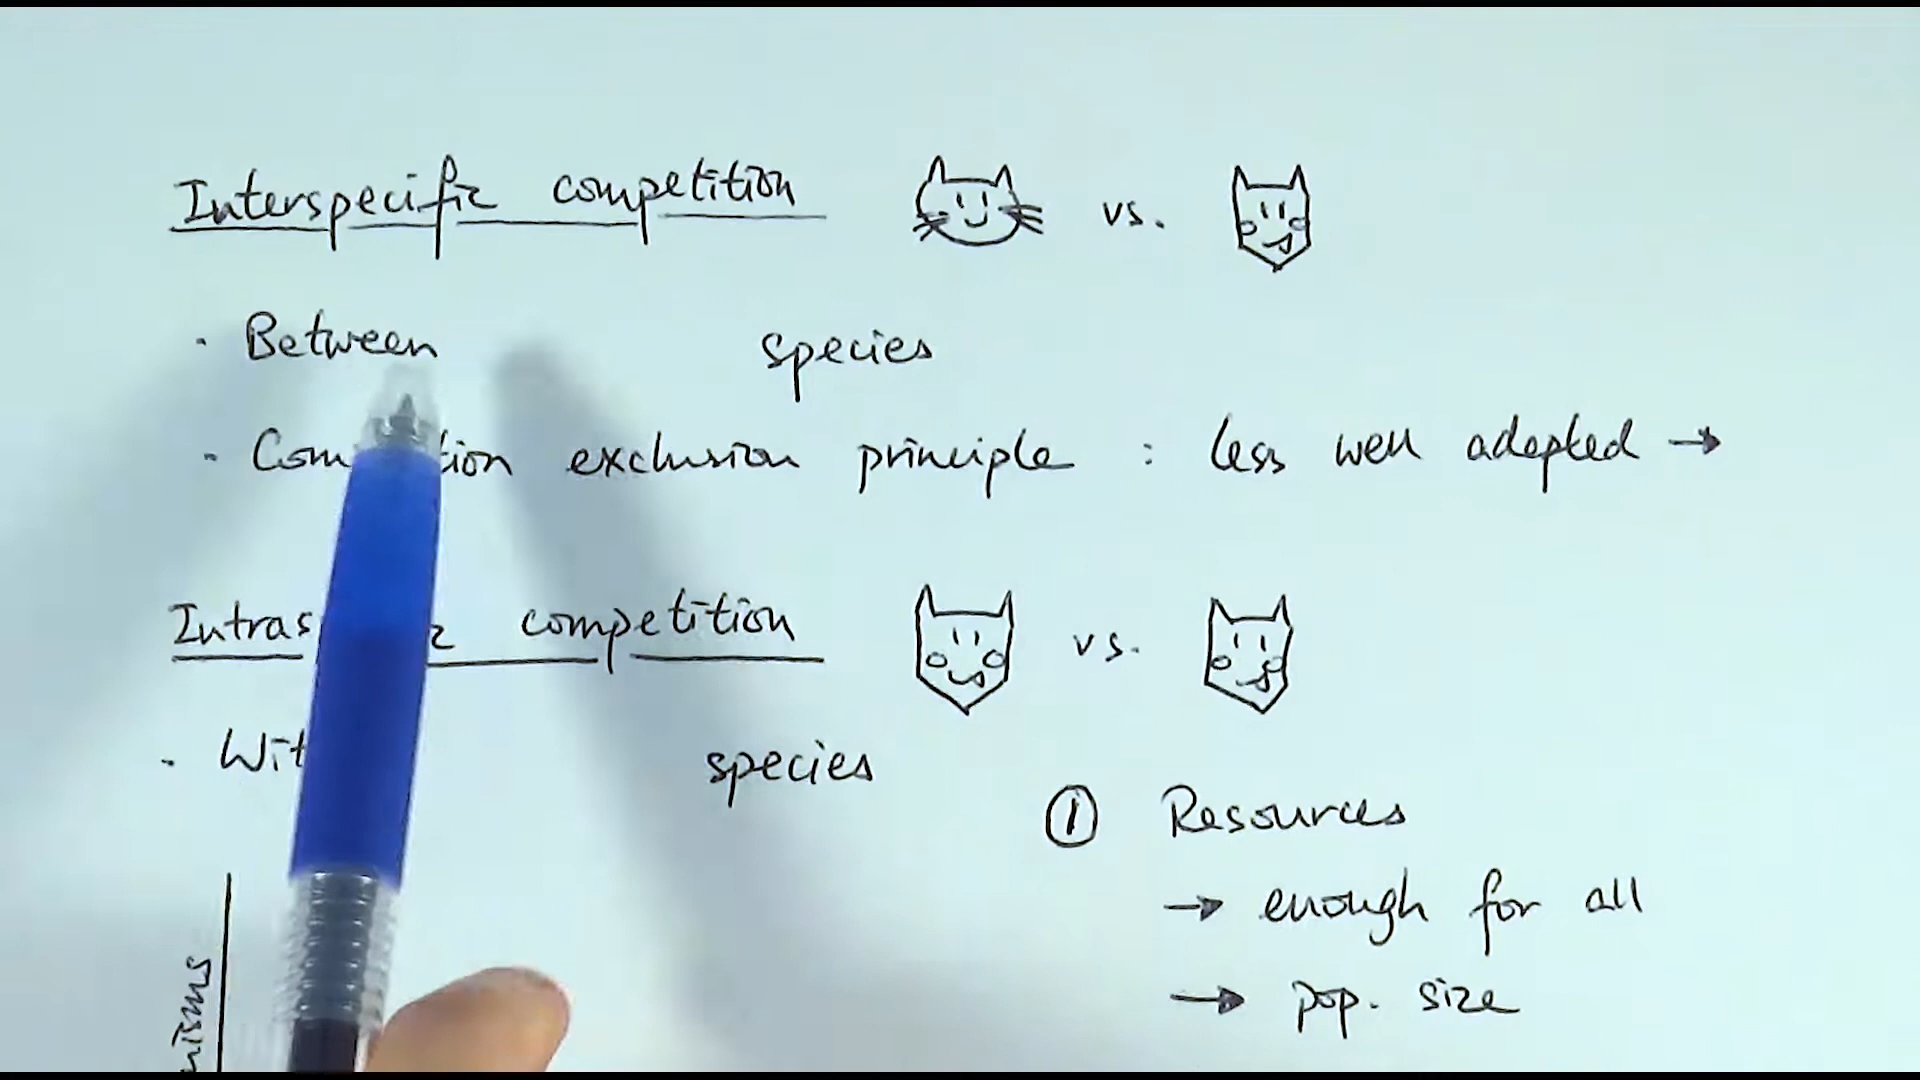 Interspecific competition vs.
· Between species
· Com tion exclusion principle : less well adapted →
Intras c competition vs.
· Wit species
① Resources
→ enough for all
→ pop. size
nisms